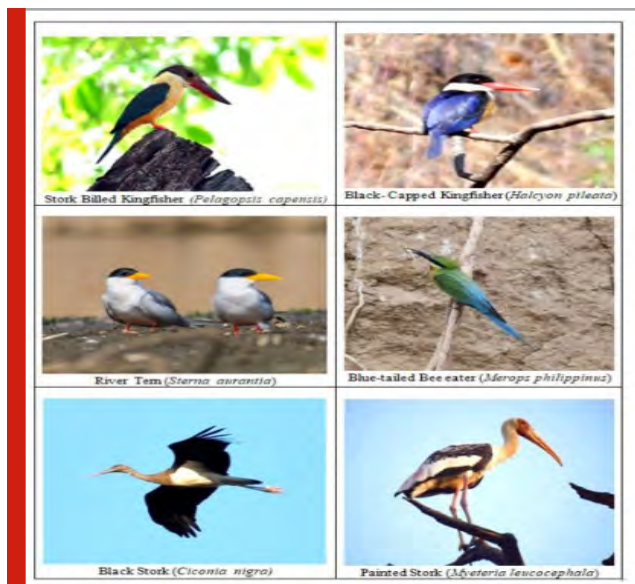 Stork Billed Kingfisher (Pelagopsis capensis)
Black-Capped Kingfisher (Halcyon pileata)
River Tern (Sterna aurantia)
Blue-tailed Bee eater (Merops philippinus)
Black Stork (Ciconia nigra)
Painted Stork (Myeteria leucocephala)